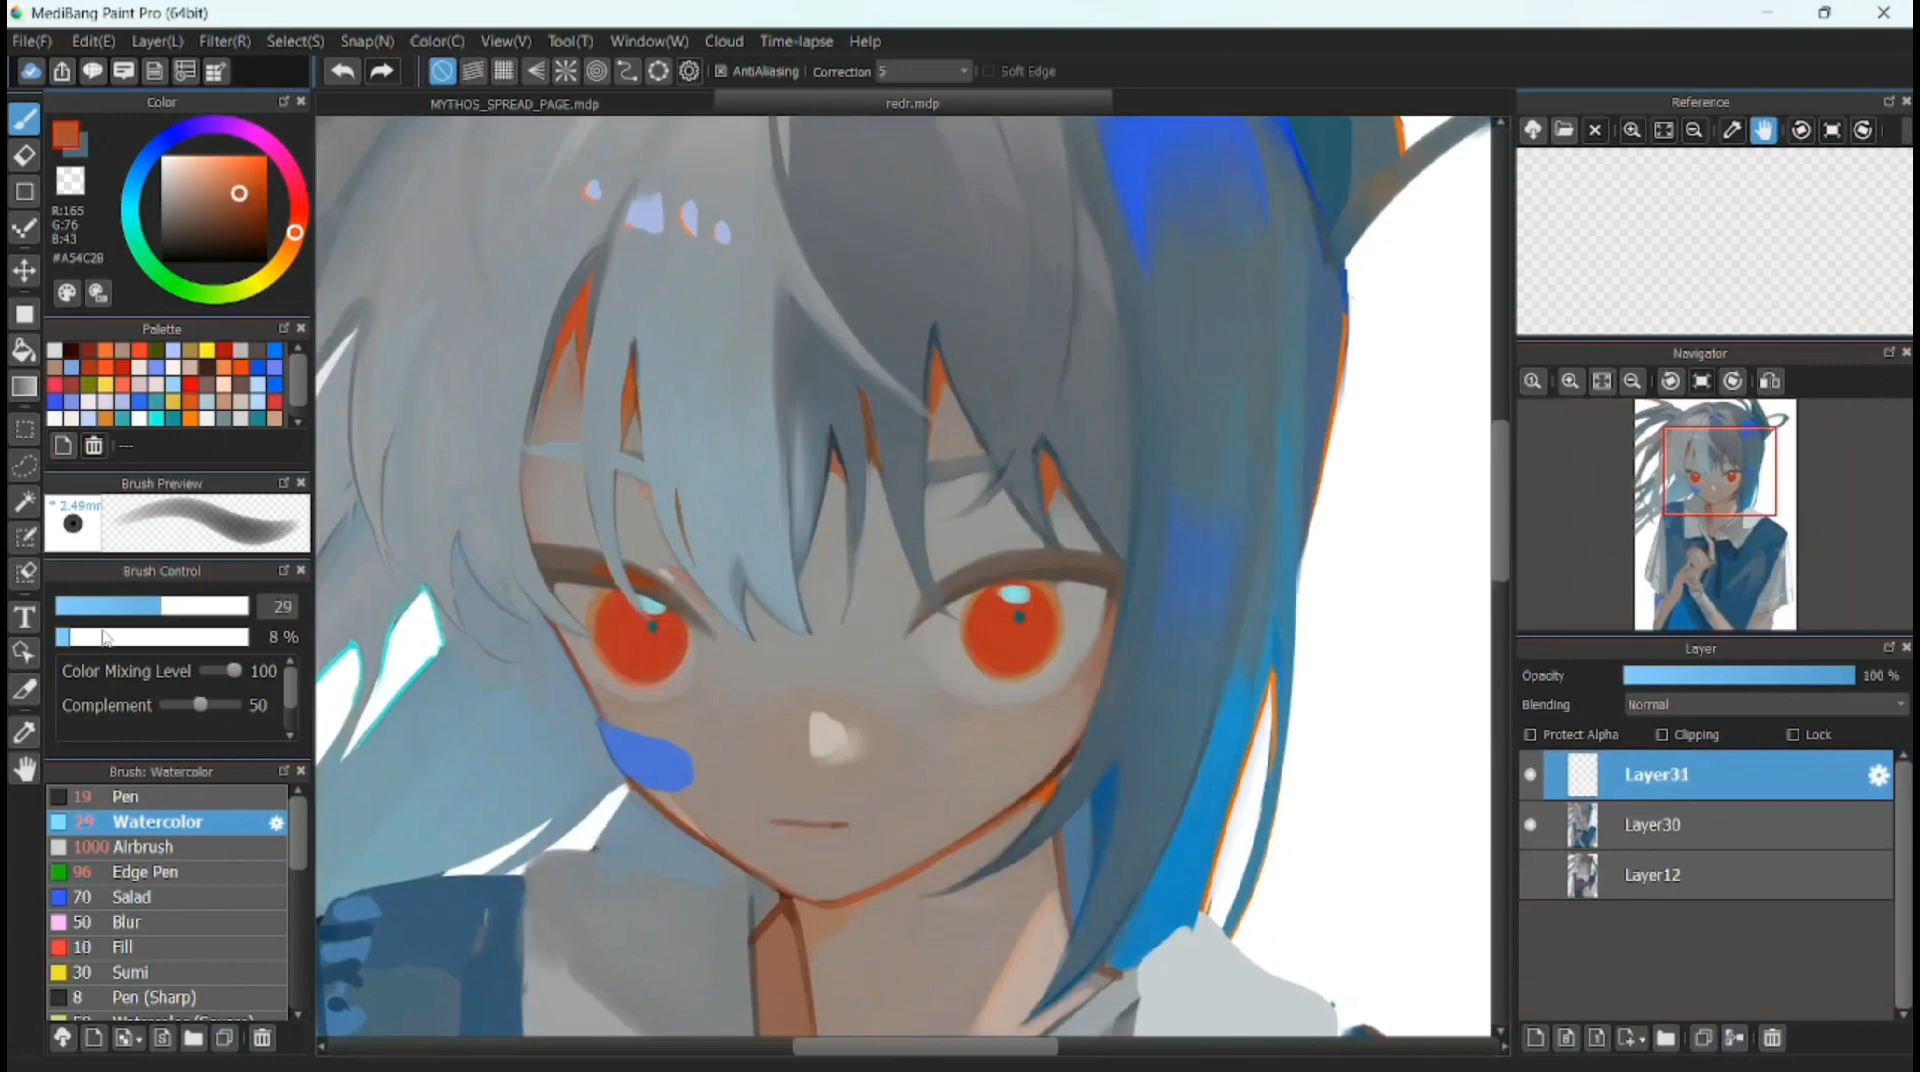 MediBang Paint Pro (64bit)
File(F) Edit(E) Layer(L) Filter(R) Select(S) Snap(N) Color(C) View(V) Tool(T) Window(W) Cloud Time-lapse Help
AntiAliasing Correction 5 Soft Edge
Color
MYTHOS_SPREAD_PAGE.mdp
redr.mdp
Reference
R:165
G:76
B:43
#A54C2B
Palette
---
Navigator
Brush Preview
* 2.49mm
Brush Control
29
8 %
Color Mixing Level 100
Complement 50
Layer
Opacity 100 %
Blending Normal
Protect Alpha Clipping Lock
Layer31
Layer30
Layer12
Brush: Watercolor
19 Pen
29 Watercolor
1000 Airbrush
96 Edge Pen
70 Salad
50 Blur
10 Fill
30 Sumi
8 Pen (Sharp)